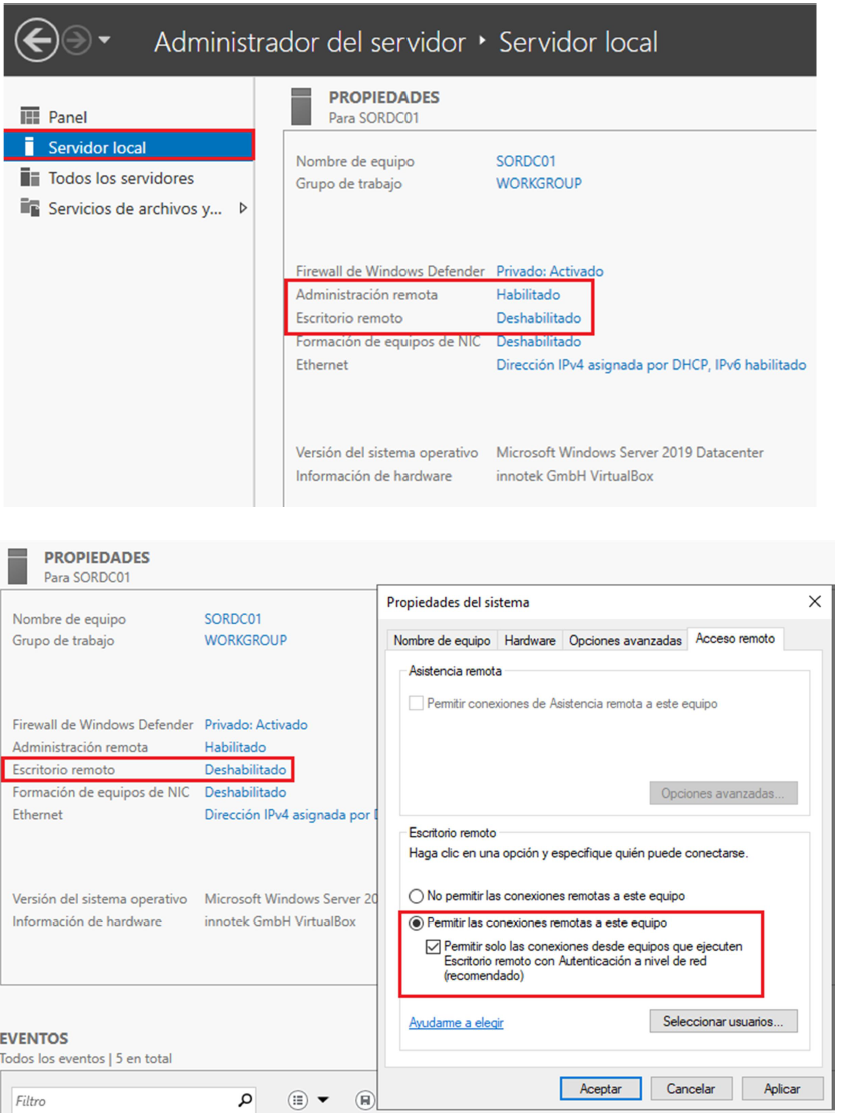 Administrador del servidor ‣ Servidor local
Panel
Servidor local
Todos los servidores
Servicios de archivos y...
PROPIEDADES
Para SORDC01
Nombre de equipo SORDC01
Grupo de trabajo WORKGROUP
Firewall de Windows Defender Privado: Activado
Administración remota Habilitado
Escritorio remoto Deshabilitado
Formación de equipos de NIC Deshabilitado
Ethernet Dirección IPv4 asignada por DHCP, IPv6 habilitado
Versión del sistema operativo Microsoft Windows Server 2019 Datacenter
Información de hardware innotek GmbH VirtualBox
PROPIEDADES
Para SORDC01
Nombre de equipo SORDC01
Grupo de trabajo WORKGROUP
Firewall de Windows Defender Privado: Activado
Administración remota Habilitado
Escritorio remoto Deshabilitado
Formación de equipos de NIC Deshabilitado
Ethernet Dirección IPv4 asignada por
Versión del sistema operativo Microsoft Windows Server 20
Información de hardware innotek GmbH VirtualBox
EVENTOS
Todos los eventos | 5 en total
Filtro
Propiedades del sistema
Nombre de equipo Hardware Opciones avanzadas Acceso remoto
Asistencia remota
Permitir conexiones de Asistencia remota a este equipo
Opciones avanzadas...
Escritorio remoto
Haga clic en una opción y especifique quién puede conectarse.
No permitir las conexiones remotas a este equipo
Permitir las conexiones remotas a este equipo
Permitir solo las conexiones desde equipos que ejecuten
Escritorio remoto con Autenticación a nivel de red
(recomendado)
Ayudarme a elegir
Seleccionar usuarios...
Aceptar Cancelar Aplicar